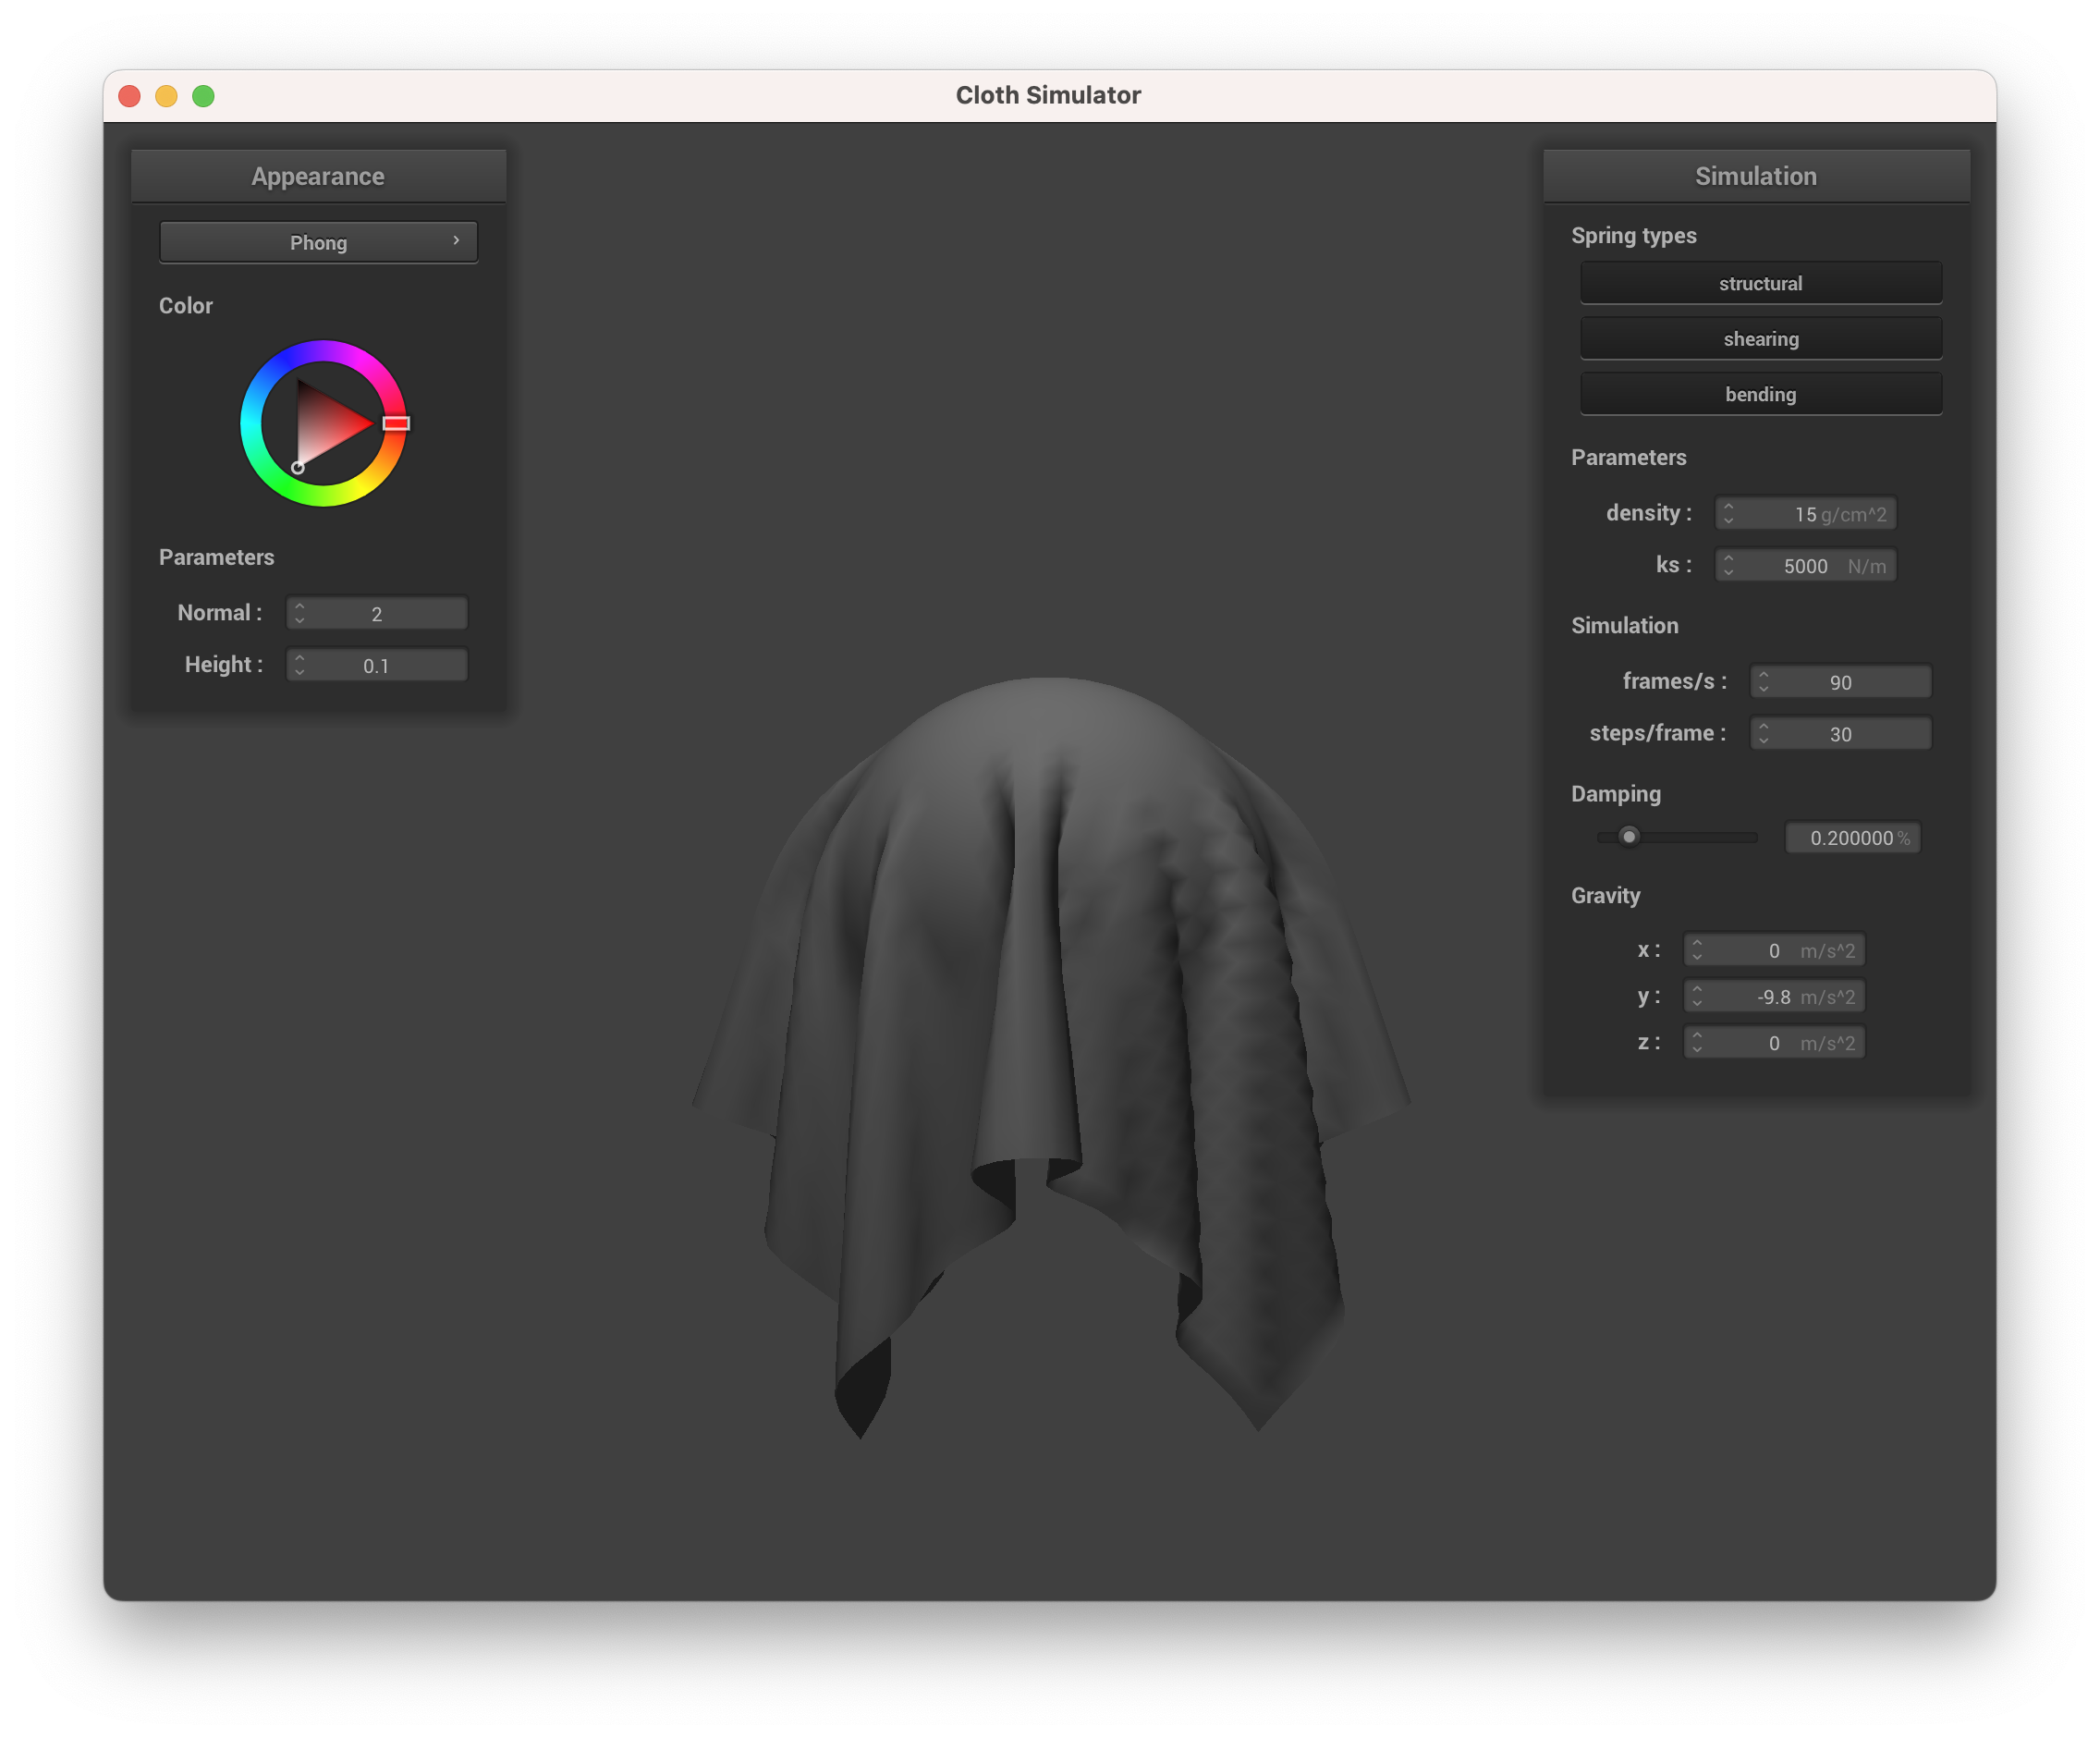 Cloth Simulator
Appearance
Phong
Color
Parameters
Normal : 2
Height : 0.1
Simulation
Spring types
structural
shearing
bending
Parameters
density : 15 g/cm^2
ks : 5000 N/m
Simulation
frames/s : 90
steps/frame : 30
Damping
0.200000 %
Gravity
x : 0 m/s^2
y : -9.8 m/s^2
z : 0 m/s^2